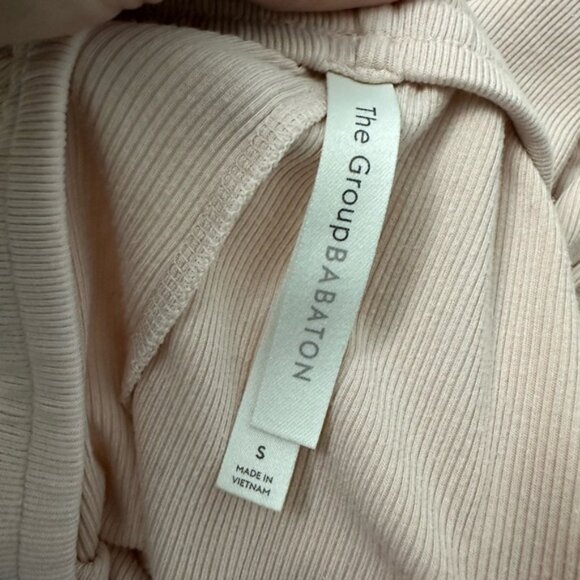 The GroupBABATON
S
MADE IN
VIETNAM